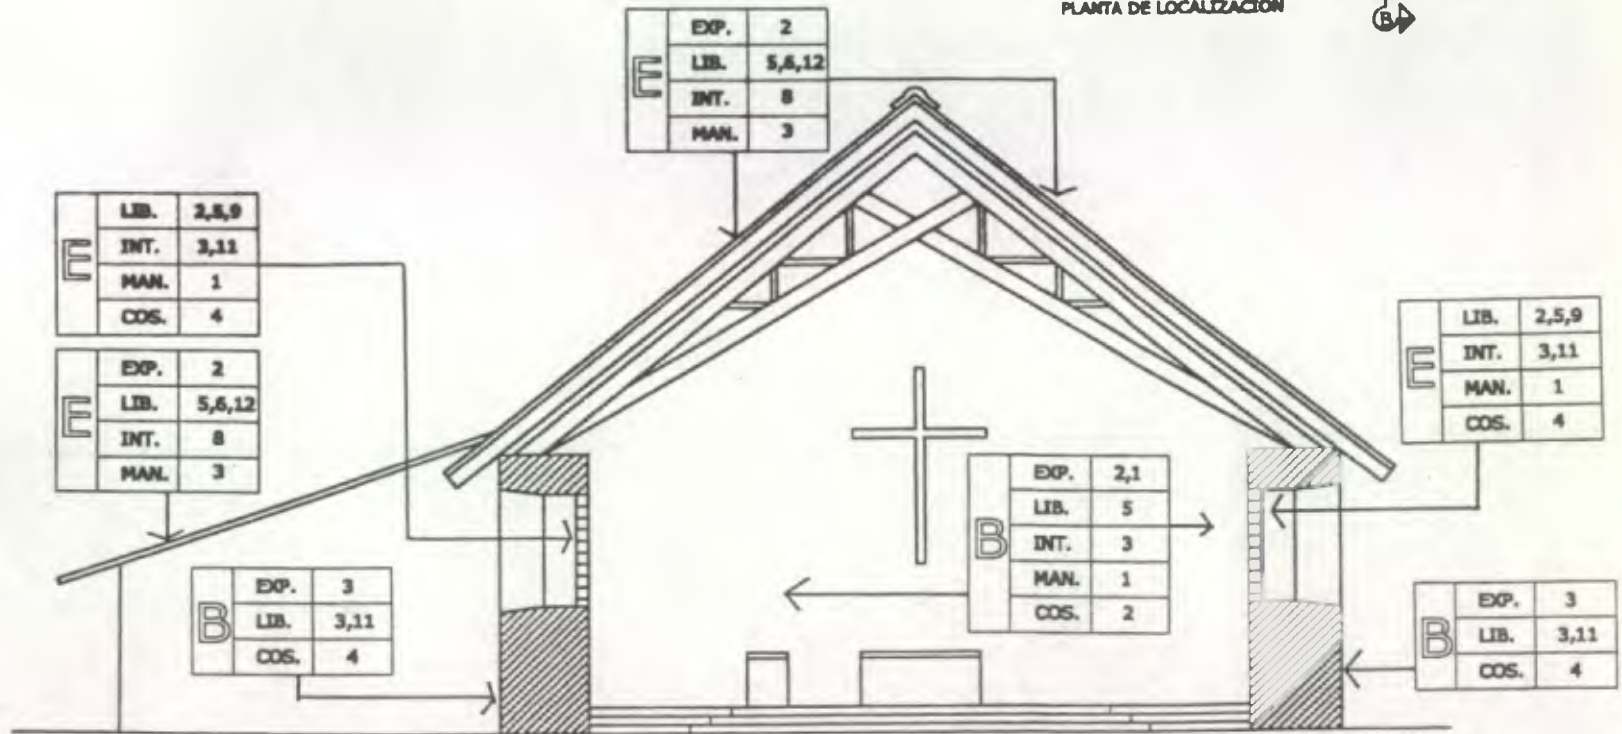 PLANTA DE LOCALIZACIÓN
B
E
EXP. 2
LIB. 5,6,12
INT. 8
MAN. 3
E
LIB. 2,5,9
INT. 3,11
MAN. 1
COS. 4
E
EXP. 2
LIB. 5,6,12
INT. 8
MAN. 3
E
LIB. 2,5,9
INT. 3,11
MAN. 1
COS. 4
B
EXP. 2,1
LIB. 5
INT. 3
MAN. 1
COS. 2
B
EXP. 3
LIB. 3,11
COS. 4
B
EXP. 3
LIB. 3,11
COS. 4